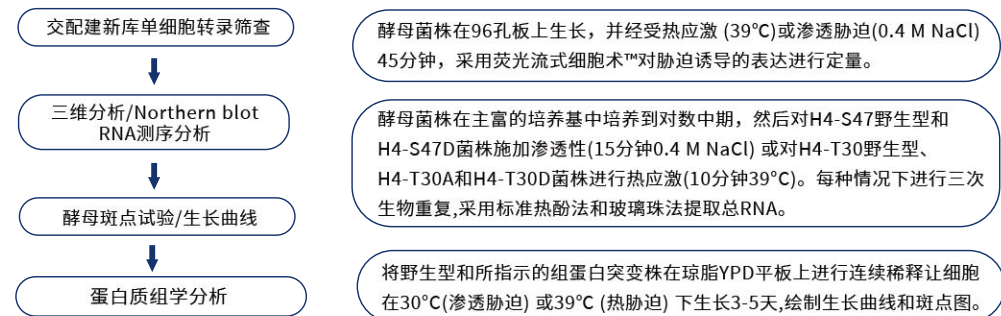 交配建新库单细胞转录筛查
三维分析/Northern blot
RNA测序分析
酵母斑点试验/生长曲线
蛋白质组学分析
酵母菌株在96孔板上生长，并经受热应激 (39℃)或渗透胁迫(0.4 M NaCl)
45分钟，采用荧光流式细胞术™对胁迫诱导的表达进行定量。
酵母菌株在主富的培养基中培养到对数中期，然后对H4-S47野生型和
H4-S47D菌株施加渗透性(15分钟0.4 M NaCl) 或对H4-T30野生型、
H4-T30A和H4-T30D菌株进行热应激(10分钟39°C)。每种情况下进行三次
生物重复,采用标准热酚法和玻璃珠法提取总RNA。
将野生型和所指示的组蛋白突变株在琼脂YPD平板上进行连续稀释让细胞
在30°C(渗透胁迫) 或39℃ (热胁迫) 下生长3-5天,绘制生长曲线和斑点图。